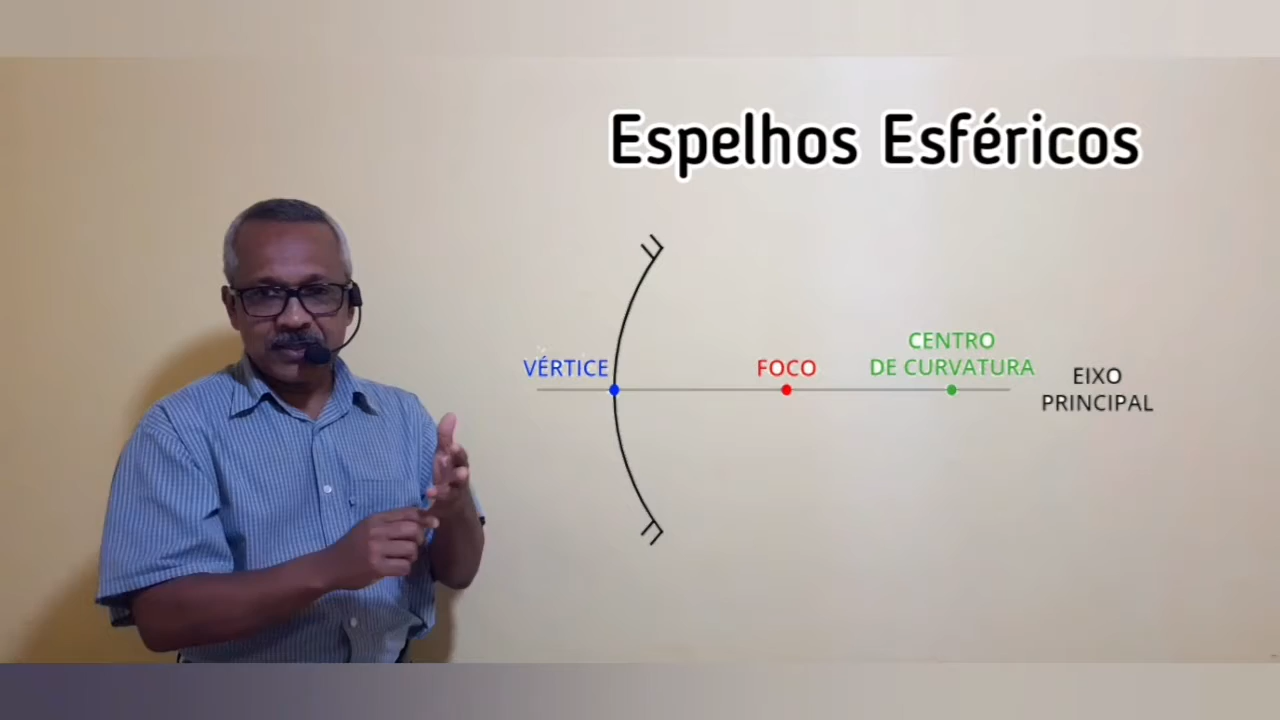 Espelhos Esféricos
VÉRTICE
FOCO
CENTRO
DE CURVATURA
EIXO
PRINCIPAL